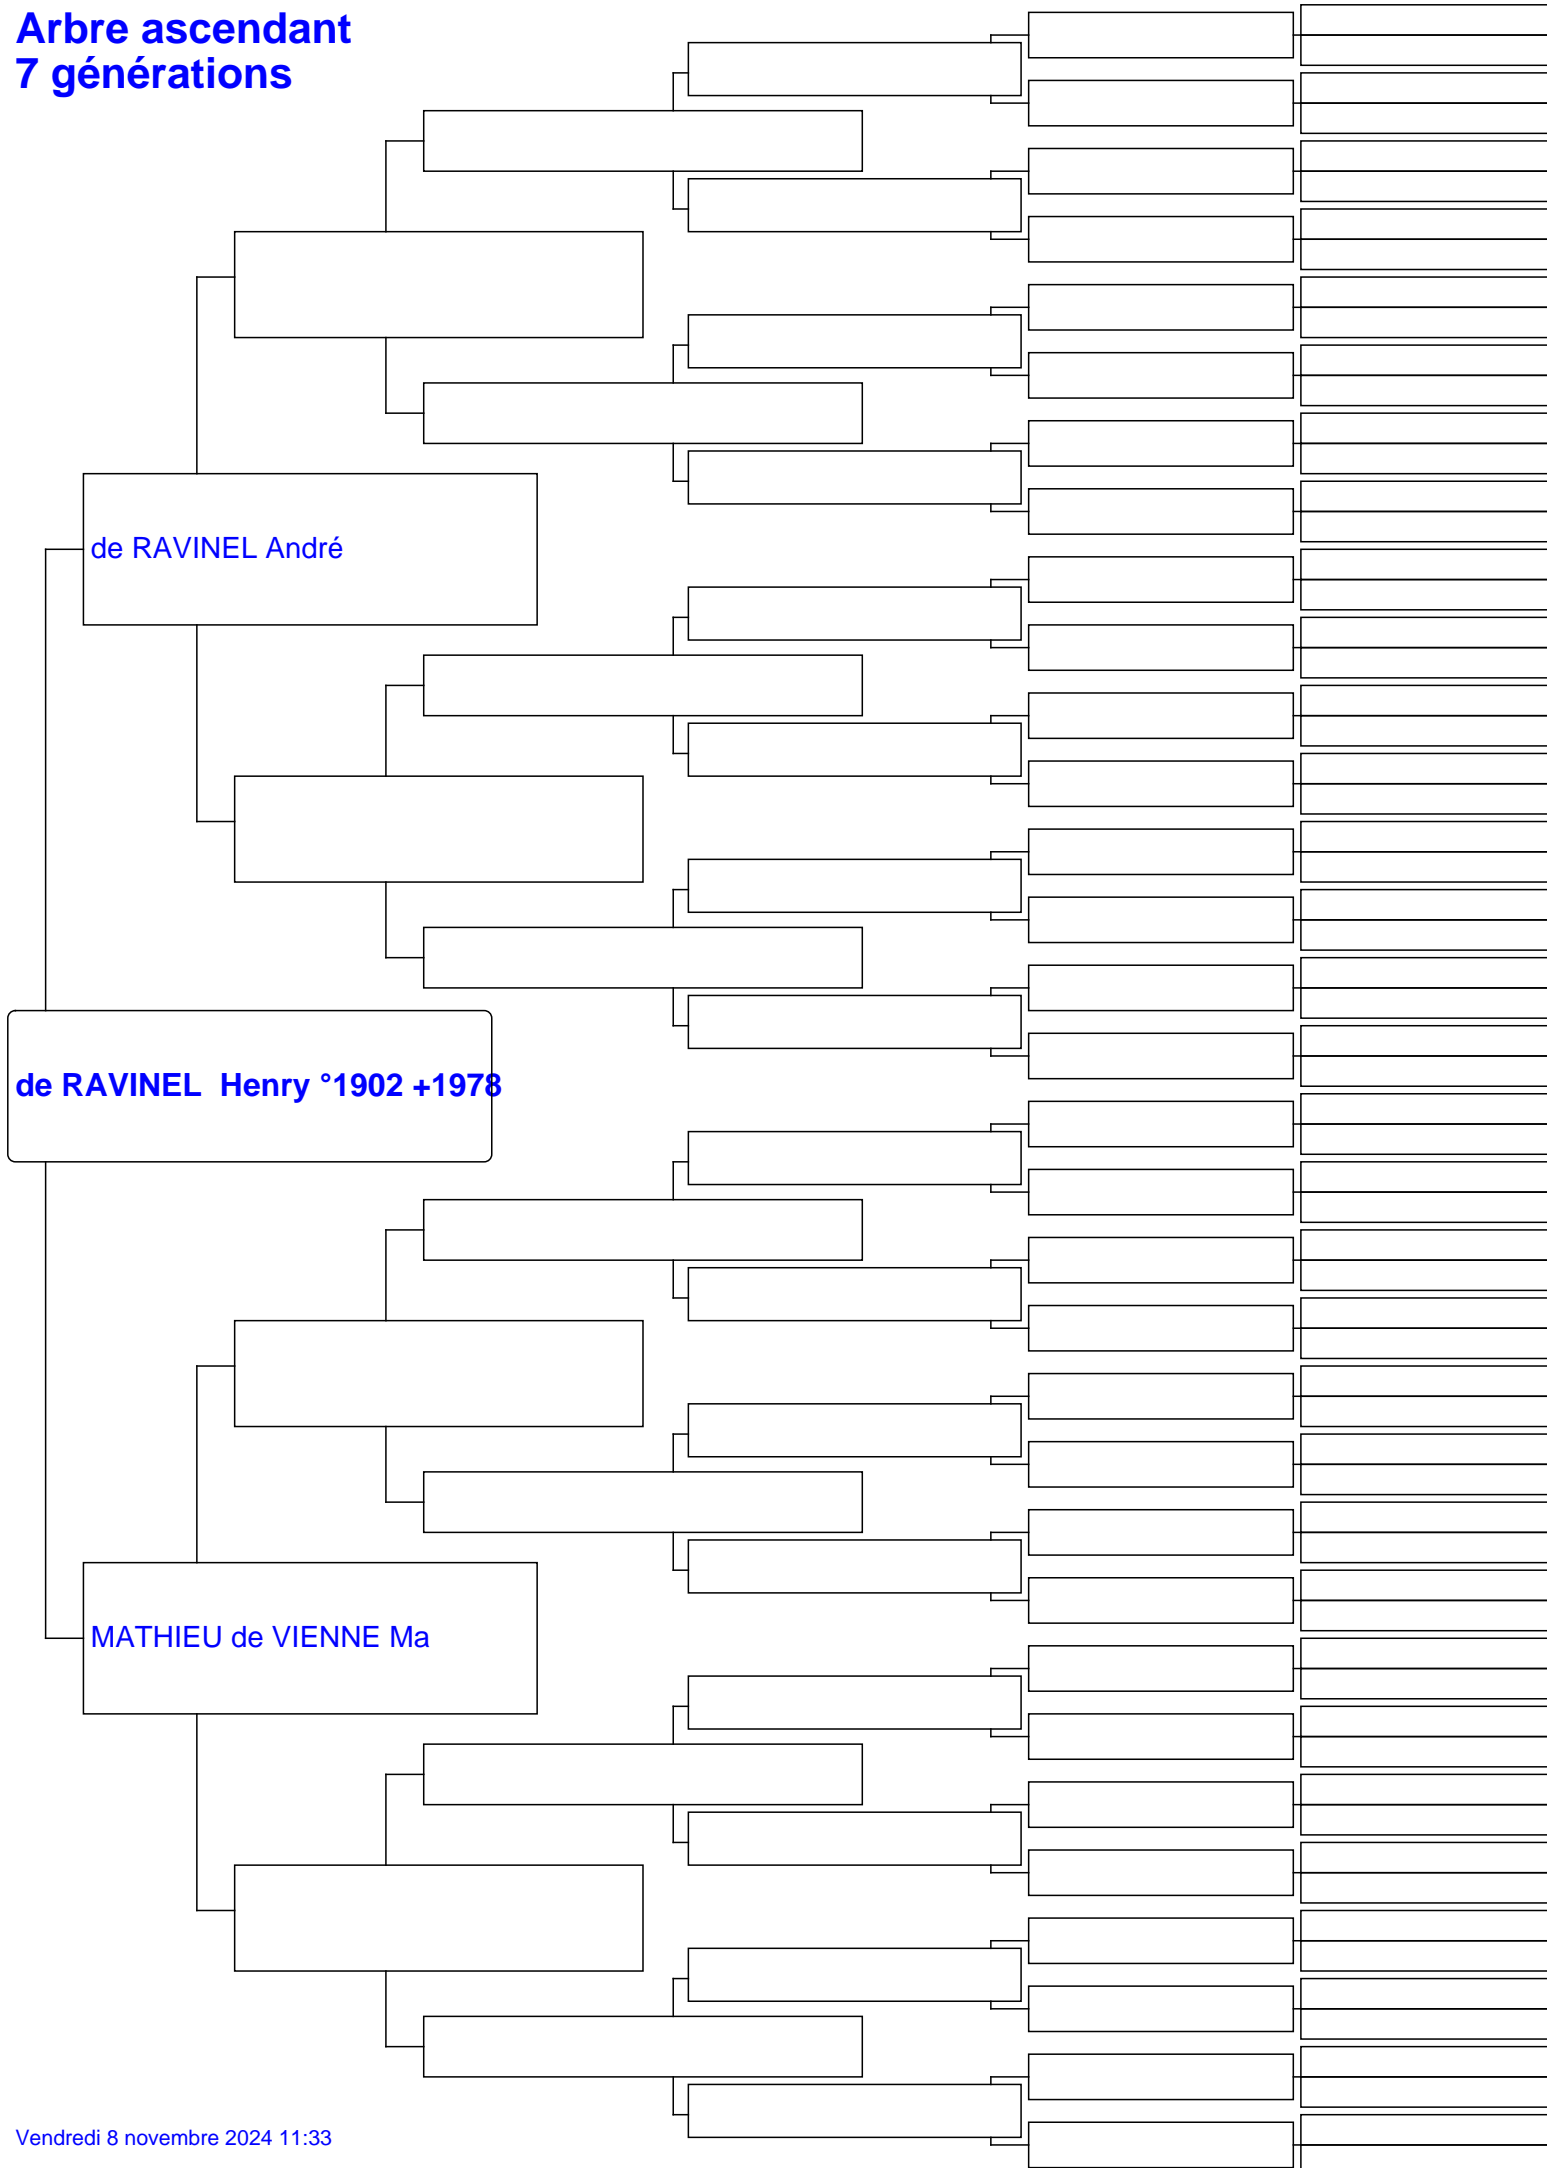 Arbre ascendant
7 générations
de RAVINEL André
de RAVINEL  Henry °1902 +1978
MATHIEU de VIENNE Ma
Vendredi 8 novembre 2024 11:33